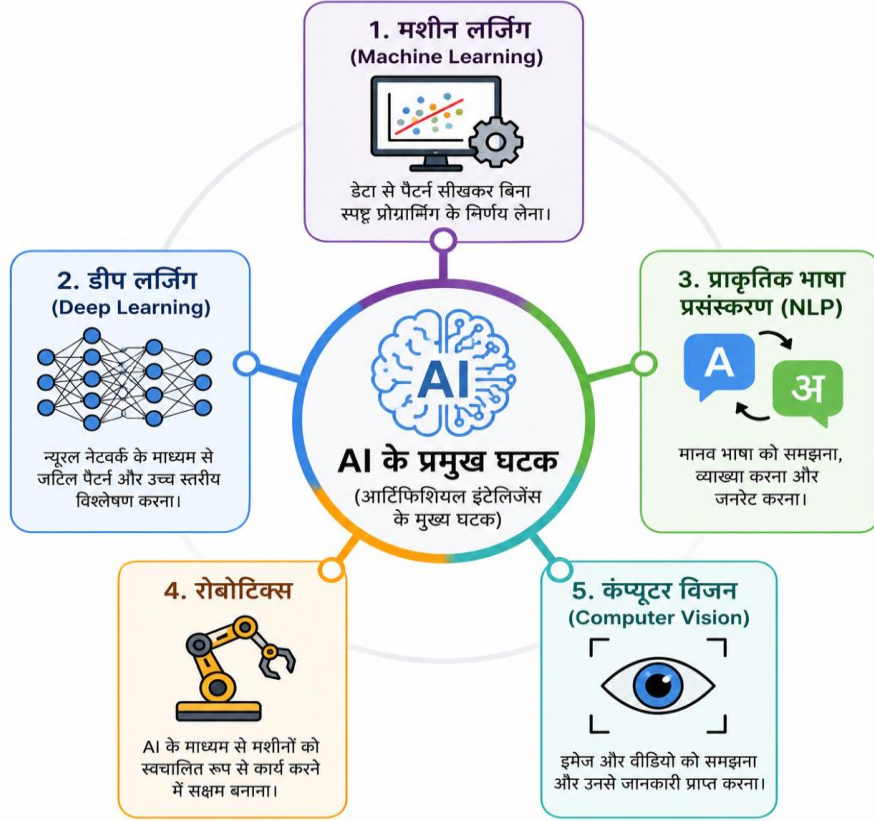 1. मशीन लर्जिग
(Machine Learning)
डेटा से पैटर्न सीखकर बिना
स्पष्ट प्रोग्रामिंग के मिर्णय लेना।
2. डीप लर्जिग
(Deep Learning)
न्यूरल नेटवर्क के माध्यम से
जटिल पैटर्न और उच्च स्तरीय
विश्लेषण करना।
3. प्राकृतिक भाषा
प्रसंस्करण (NLP)
A
अ
मानव भाषा को समझना,
व्याख्या करना और
जनरेट करना।
AI
AI के प्रमुख घटक
(आर्टिफिशियल इंटेलिजेंस
के मुख्य घटक)
4. रोबोटिक्स
AI के माध्यम से मशीनों को
स्वचालित रूप से कार्य करने
में सक्षम बनाना।
5. कंप्यूटर विजन
(Computer Vision)
इमेज और वीडियो को समझना
और उनसे जानकारी प्राप्त करना।